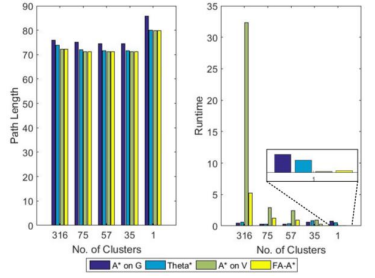 90
80
70
60
50
40
30
20
10
0
Path Length
316 75 57 35 1
No. of Clusters
35
30
25
20
15
10
5
0
Runtime
1
316 75 57 35 1
No. of Clusters
A* on G Theta* A* on V FA-A*